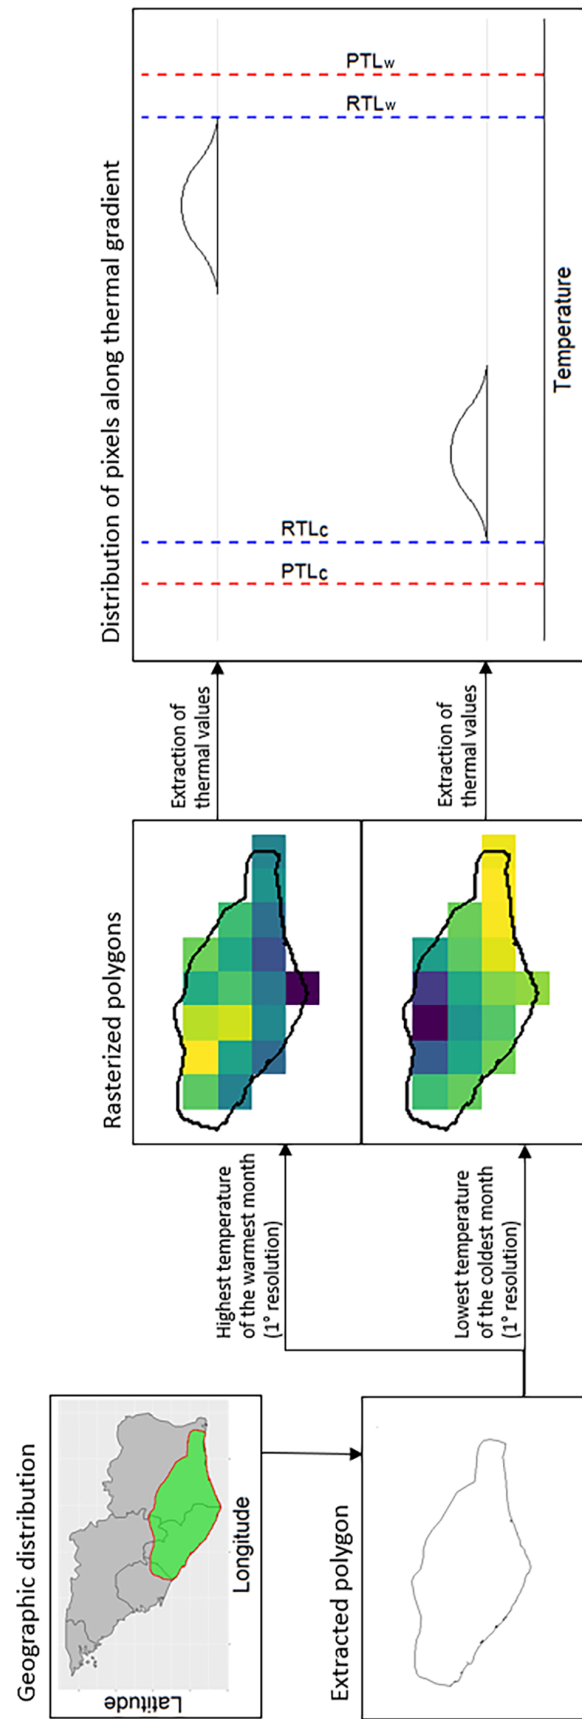 Geographic distribution
Latitude
Longitude
Extracted polygon
Highest temperature
of the warmest month
(1° resolution)
Lowest temperature
of the coldest month
(1° resolution)
Rasterized polygons
Extraction of
thermal values
Extraction of
thermal values
Distribution of pixels along thermal gradient
PTLc
RTLc
RTLw
PTLw
Temperature